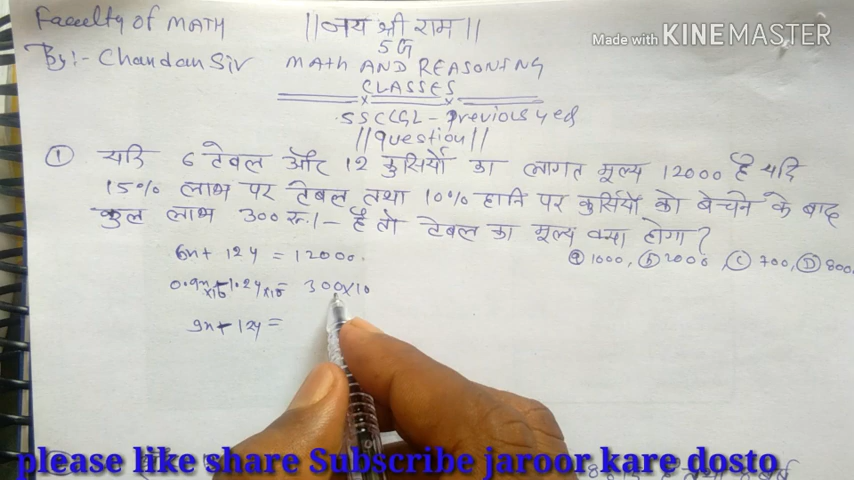 Faculty of MATH
||जय श्री राम||
Made with KINEMASTER
5G
By:- Chandan Sir
MATH AND REASONING
CLASSES
SSC CGL - previous yed
||Question||
① यदि 6 टेबल और 12 कुर्सियों का लागत मूल्य 12000 है यदि
15% लाभ पर टेबल तथा 10% हानि पर कुर्सियों को बेचने के बाद
कुल लाभ 300 रू./- है तो टेबल का मूल्य क्या होगा?
ⓐ 1000, ⓑ 2000, ⓒ 700, Ⓓ 800
6x + 12y = 12000.
0.9x×10 - 1.2y×10 = 300×10
9x - 12y =
please like share Subscribe jaroor kare dosto